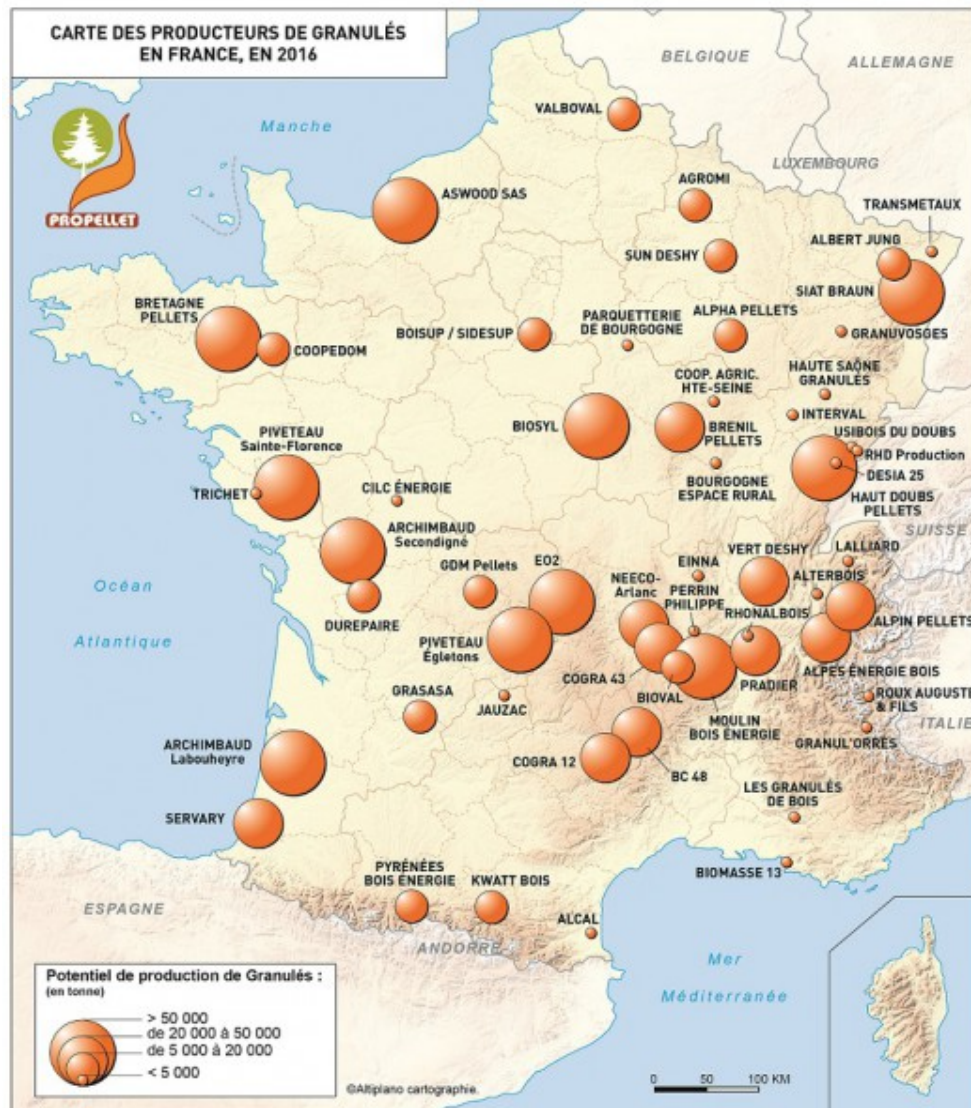 CARTE DES PRODUCTEURS DE GRANULÉS
EN FRANCE, EN 2016
PROPELLET
BELGIQUE
ALLEMAGNE
LUXEMBOURG
Manche
VALBOVAL
ASWOOD SAS
AGROMI
TRANSMETAUX
ALBERT JUNG
SUN DESHY
SIAT BRAUN
BRETAGNE
PELLETS
COOPEDOM
BOISUP / SIDESUP
PARQUETTERIE
DE BOURGOGNE
ALPHA PELLETS
GRANUVOSGES
COOP. AGRIC.
HTE-SEINE
HAUTE SAÔNE
GRANULÉS
INTERVAL
BIOSYL
BRENIL
PELLETS
USIBOIS DU DOUBS
RHD Production
DESIA 25
HAUT DOUBS
PELLETS
BOURGOGNE
ESPACE RURAL
PIVETEAU
Sainte-Florence
TRICHET
CILC ÉNERGIE
SUISSE
ARCHIMBAUD
Secondigné
Océan
Atlantique
GDM Pellets
EO2
NEECO-
Arlanc
EINNA
PERRIN
PHILIPPE
VERT DESHY
RHONALBOIS
LALLIARD
ALTERBOIS
ALPIN PELLETS
DUREPAIRE
PIVETEAU
Égletons
COGRA 43
BIOVAL
PRADIER
ALPES ÉNERGIE BOIS
MOULIN
BOIS ÉNERGIE
ROUX AUGUSTE
& FILS
ITALIE
GRANUL'ORRES
GRASASA
JAUZAC
ARCHIMBAUD
Labouheyre
COGRA 12
BC 48
LES GRANULÉS
DE BOIS
SERVARY
BIOMASSE 13
PYRÉNÉES
BOIS ÉNERGIE
KWATT BOIS
ALCAL
ESPAGNE
ANDORRE
Mer
Méditerranée
Potentiel de production de Granulés :
(en tonne)
> 50 000
de 20 000 à 50 000
de 5 000 à 20 000
< 5 000
©Altiplano cartographie.
0 50 100 KM